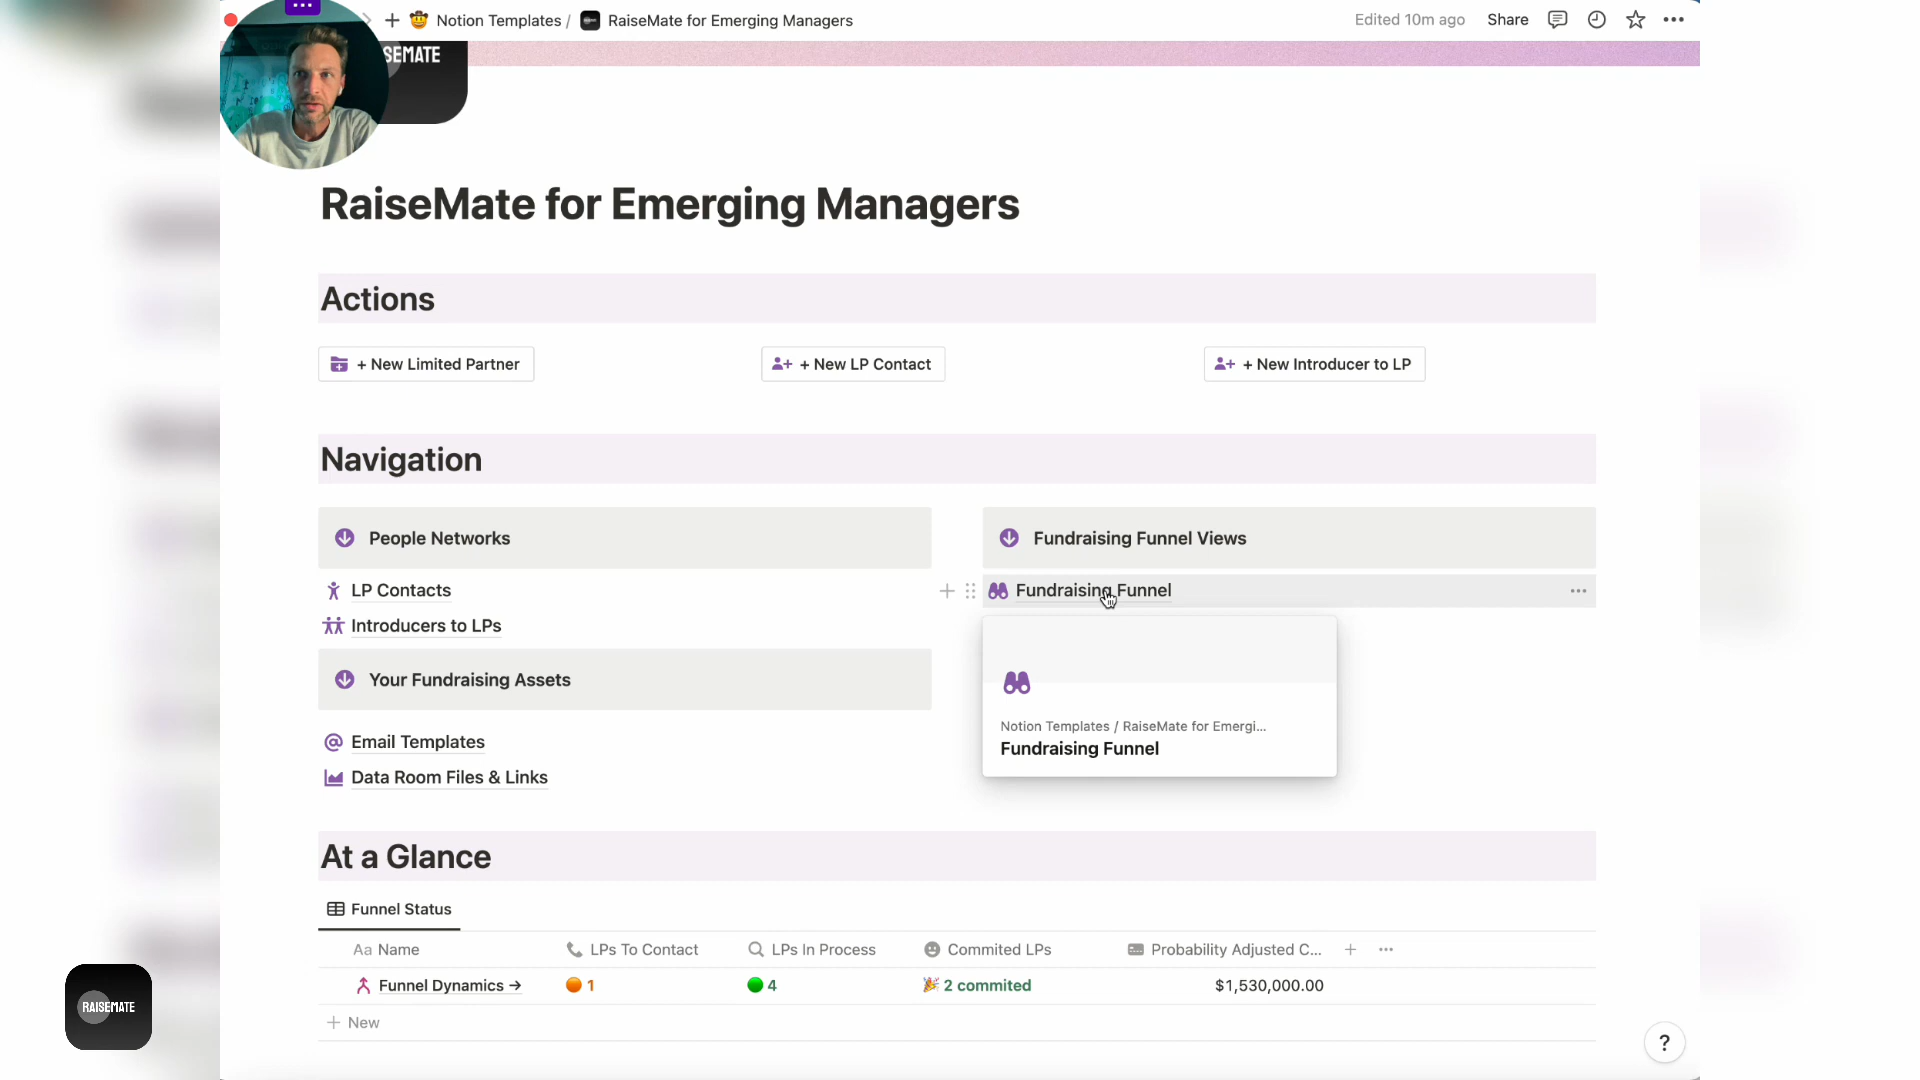 Notion Templates / RaiseMate for Emerging Managers
Edited 10m ago Share
SEMATE
RaiseMate for Emerging Managers
Actions
+ New Limited Partner
+ New LP Contact
+ New Introducer to LP
Navigation
People Networks
Fundraising Funnel Views
LP Contacts
Fundraising Funnel
Introducers to LPs
Your Fundraising Assets
Notion Templates / RaiseMate for Emergi...
Fundraising Funnel
Email Templates
Data Room Files & Links
At a Glance
Funnel Status
Aa Name LPs To Contact LPs In Process Commited LPs Probability Adjusted C...
Funnel Dynamics → 1 4 2 commited $1,530,000.00
+ New
RAISEMATE
?